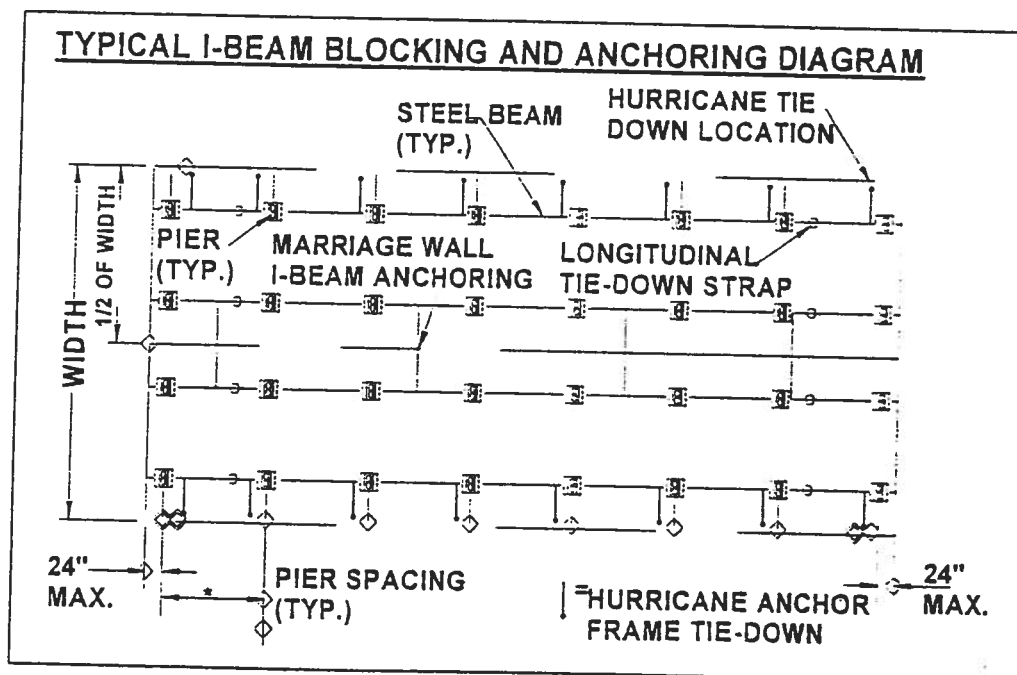 TYPICAL I-BEAM BLOCKING AND ANCHORING DIAGRAM
STEEL BEAM
(TYP.)
HURRICANE TIE
DOWN LOCATION
WIDTH
1/2 OF WIDTH
PIER
(TYP.)
MARRIAGE WALL
I-BEAM ANCHORING
LONGITUDINAL
TIE-DOWN STRAP
24"
MAX.
*
PIER SPACING
(TYP.)
=HURRICANE ANCHOR
FRAME TIE-DOWN
24"
MAX.